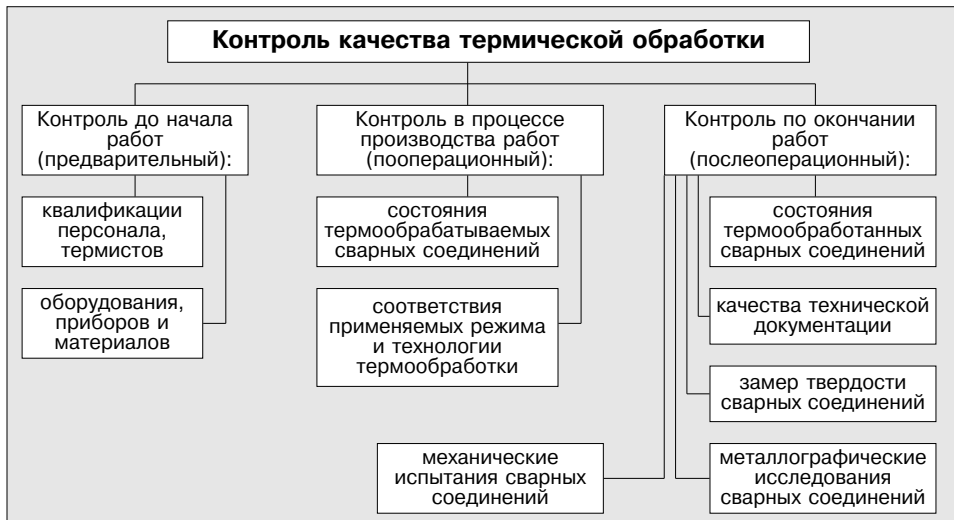 Контроль качества термической обработки
Контроль до начала
работ
(предварительный):
квалификации
персонала,
термистов
оборудования,
приборов и
материалов
Контроль в процессе
производства работ
(пооперационный):
состояния
термообрабатываемых
сварных соединений
соответствия
применяемых режима
и технологии
термообработки
Контроль по окончании
работ
(послеоперационный):
состояния
термообработанных
сварных соединений
качества технической
документации
замер твердости
сварных соединений
механические
испытания сварных
соединений
металлографические
исследования
сварных соединений